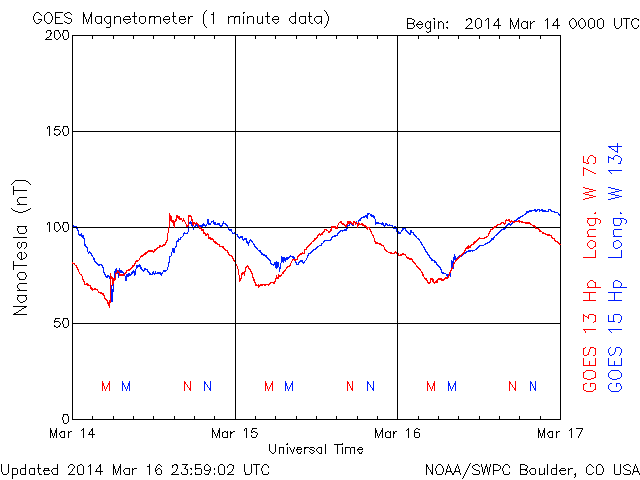 GOES Magnetometer (1 minute data)
Begin: 2014 Mar 14 0000 UTC
200
150
100
50
0
NanoTesla (nT)
M M N N M M N N M M N N
Mar 14 Mar 15 Mar 16 Mar 17
Universal Time
GOES 13 Hp Long. W 75
GOES 15 Hp Long. W 134
Updated 2014 Mar 16 23:59:02 UTC
NOAA/SWPC Boulder, CO USA